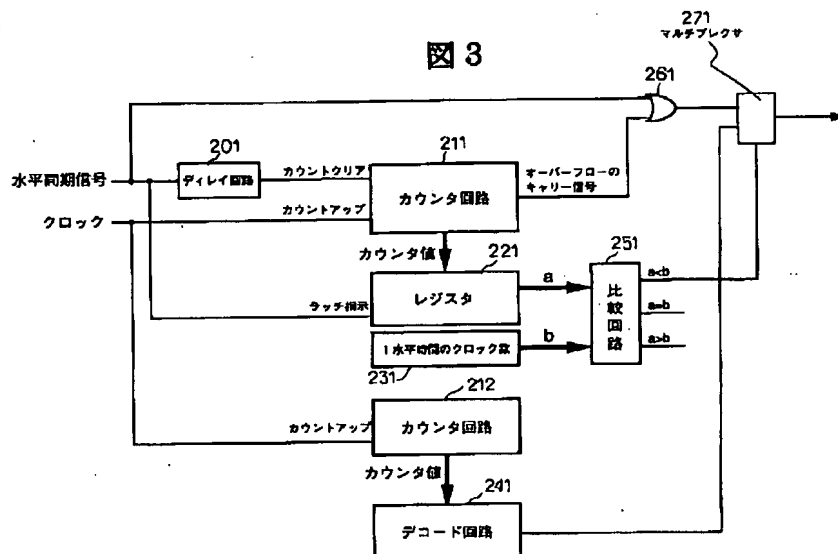 271
マルチプレクサ
図3
261
201
211
水平同期信号
ディレイ回路
カウントクリア
カウンタ回路
オーバーフローの
キャリー信号
クロック
カウントアップ
カウンタ値
221
251
ラッチ指示
レジスタ
a
比較回路
a<b
a=b
a>b
1水平時間のクロック数
b
231
212
カウントアップ
カウンタ回路
カウンタ値
241
デコード回路